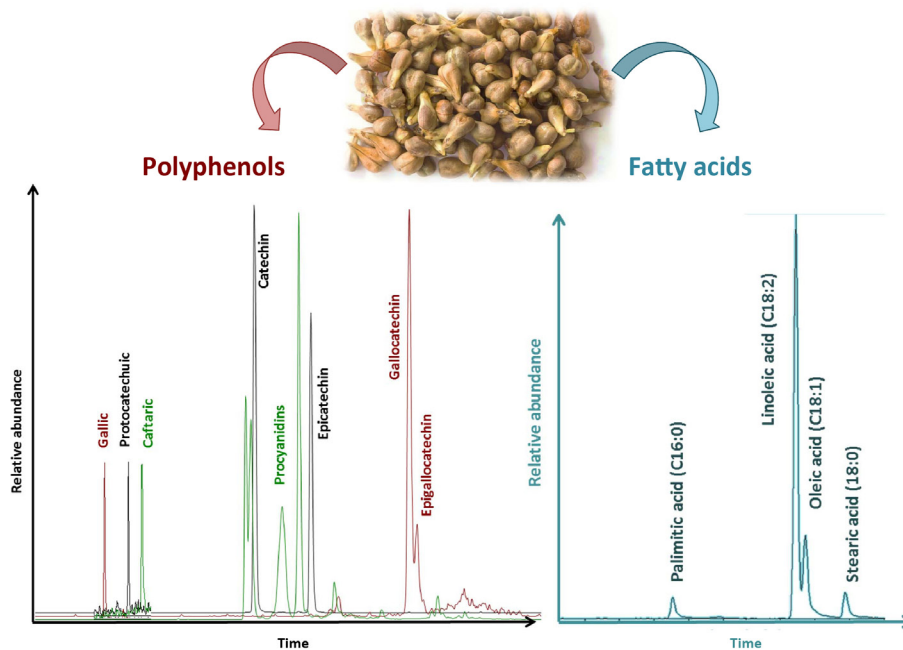 Polyphenols
Fatty acids
Relative abundance
Gallic
Protocatechuic
Caftaric
Catechin
Procyanidins
Epicatechin
Gallocatechin
Epigallocatechin
Time
Relative abundance
Palimitic acid (C16:0)
Linoleic acid (C18:2)
Oleic acid (C18:1)
Stearic acid (18:0)
Time